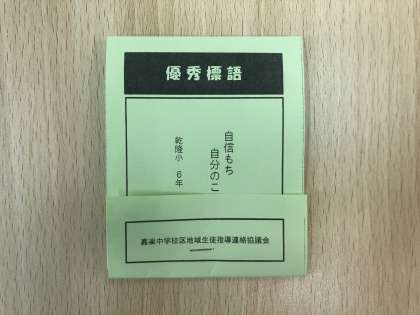 優秀標語
自信もち
自分のこ
乾隆小 6年
嘉楽中学校区地域生徒指導連絡協議会